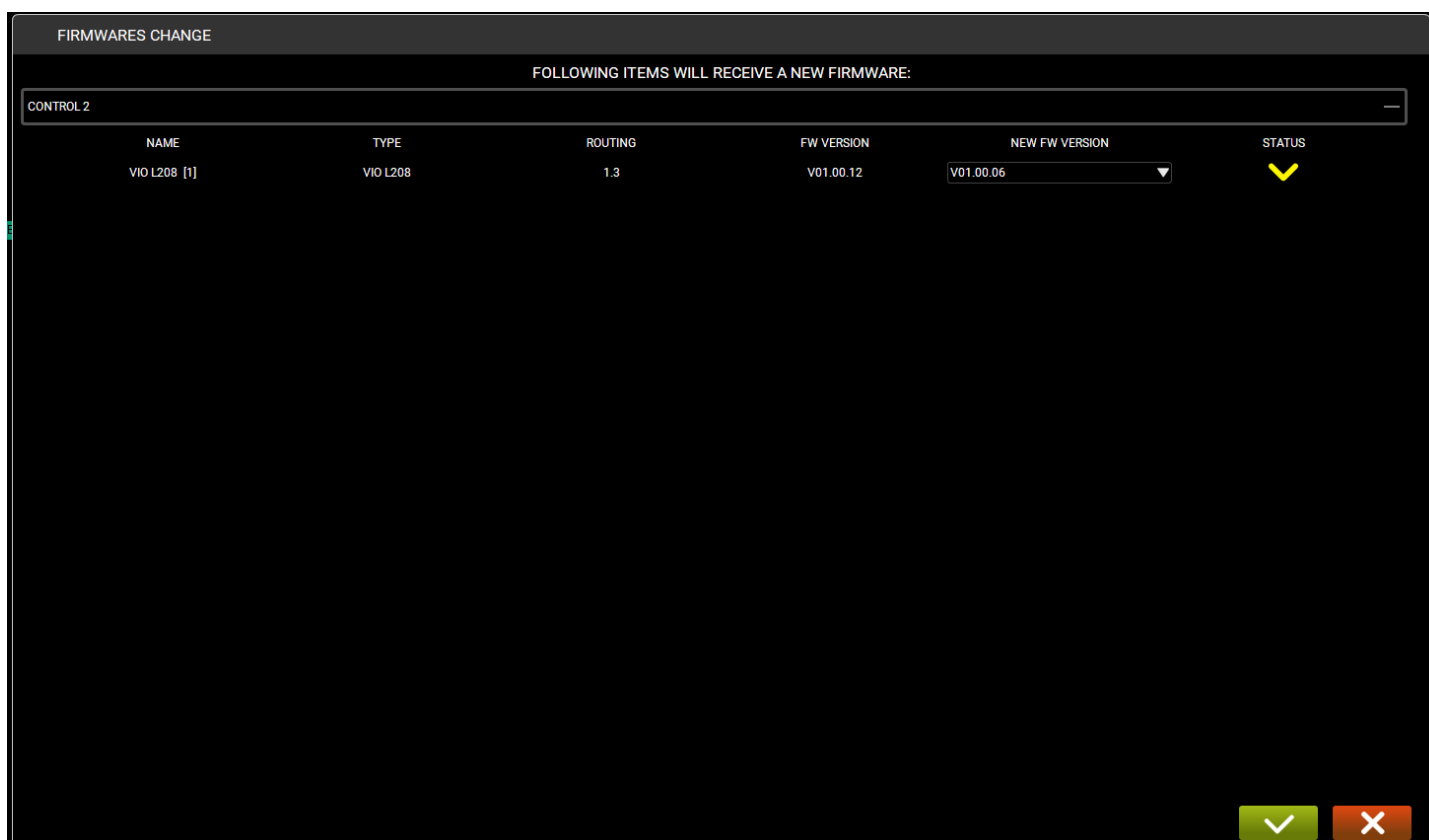 FIRMWARES CHANGE
FOLLOWING ITEMS WILL RECEIVE A NEW FIRMWARE:
CONTROL 2
NAME TYPE ROUTING FW VERSION NEW FW VERSION STATUS
VIO L208 [1] VIO L208 1.3 V01.00.12 V01.00.06